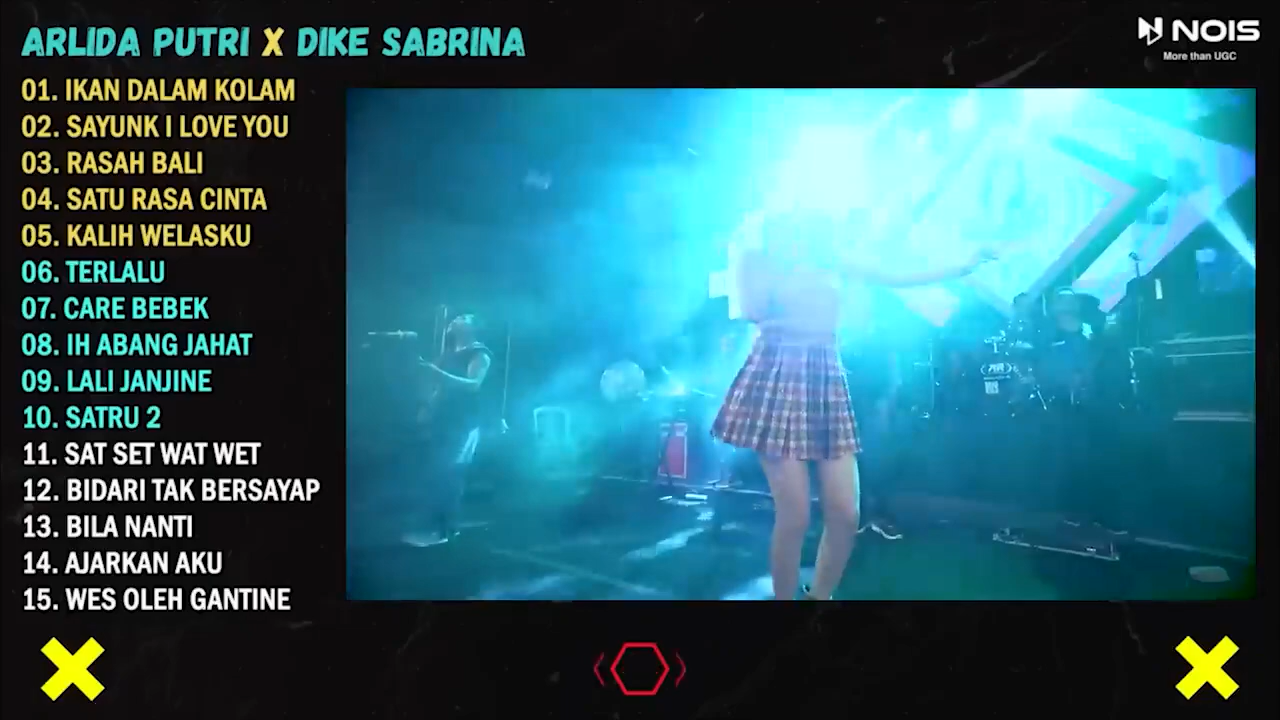 ARLIDA PUTRI X DIKE SABRINA
NOIS
More than UGC
01. IKAN DALAM KOLAM
02. SAYUNK I LOVE YOU
03. RASAH BALI
04. SATU RASA CINTA
05. KALIH WELASKU
06. TERLALU
07. CARE BEBEK
08. IH ABANG JAHAT
09. LALI JANJINE
10. SATRU 2
11. SAT SET WAT WET
12. BIDARI TAK BERSAYAP
13. BILA NANTI
14. AJARKAN AKU
15. WES OLEH GANTINE